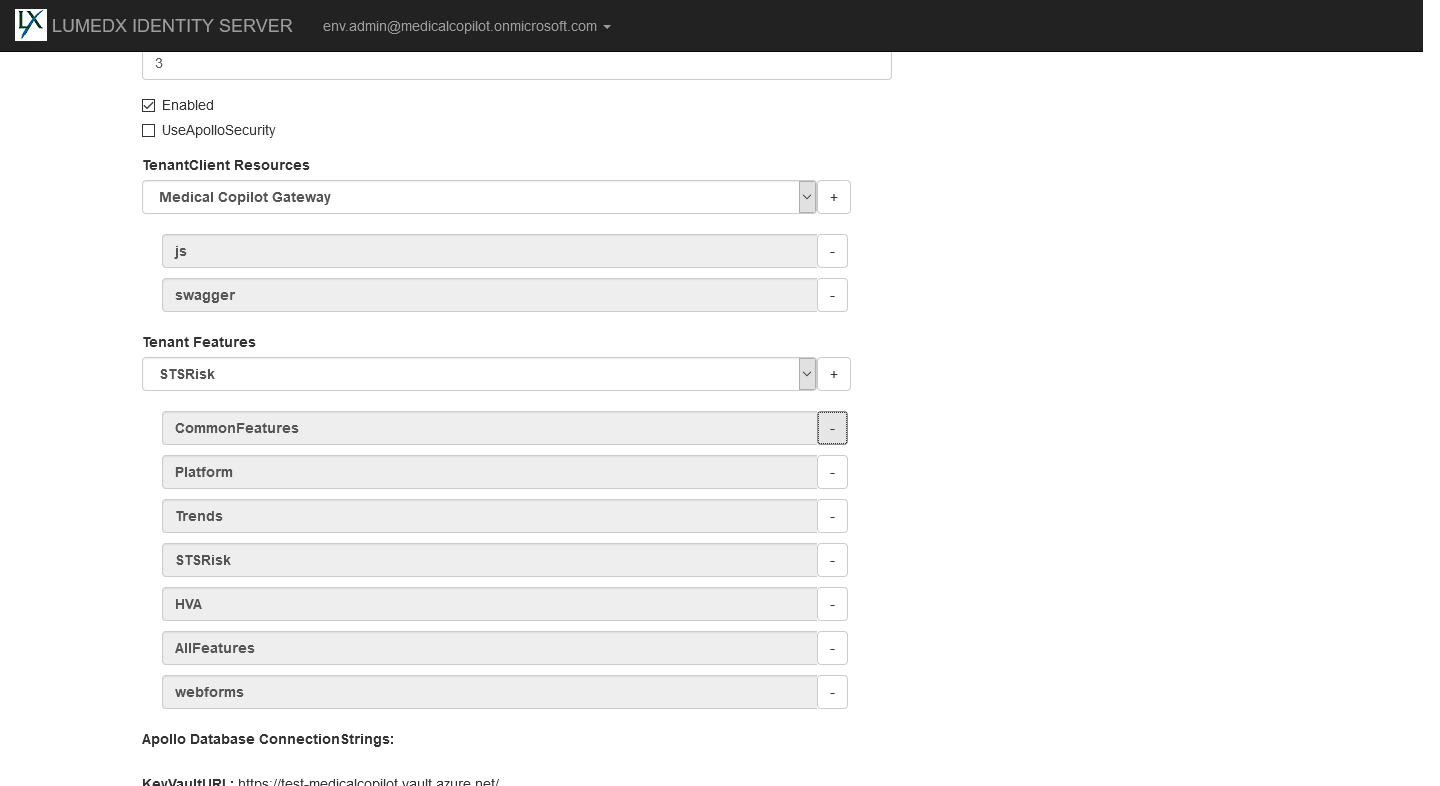 LX LUMEDX IDENTITY SERVER env.admin@medicalcopilot.onmicrosoft.com
3
Enabled
UseApolloSecurity
TenantClient Resources
Medical Copilot Gateway +
js -
swagger -
Tenant Features
STSRisk +
CommonFeatures -
Platform -
Trends -
STSRisk -
HVA -
AllFeatures -
webforms -
Apollo Database ConnectionStrings:
KeyVaultURL: https://test-medicalcopilot.vault.azure.net/